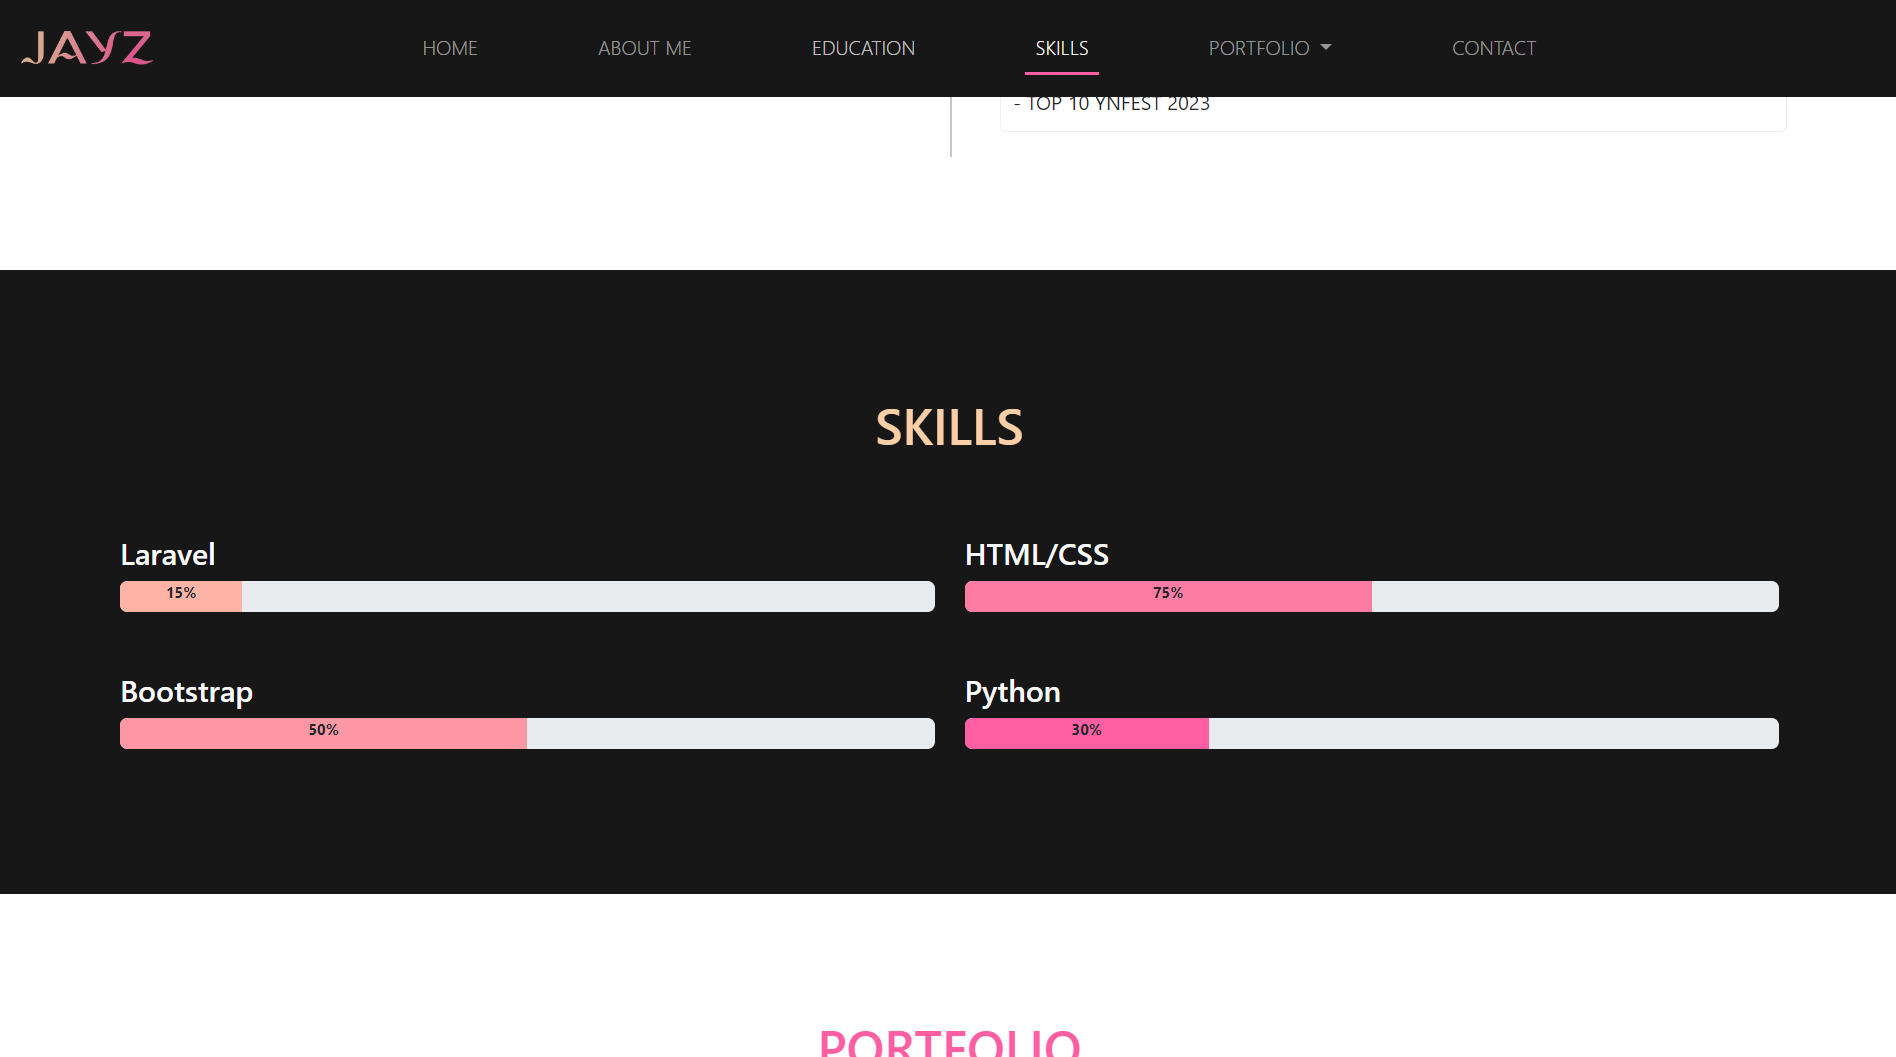 JAYZ
HOME ABOUT ME EDUCATION SKILLS PORTFOLIO CONTACT
- TOP 10 YNFEST 2023
SKILLS
Laravel
15%
HTML/CSS
75%
Bootstrap
50%
Python
30%
PORTFOLIO